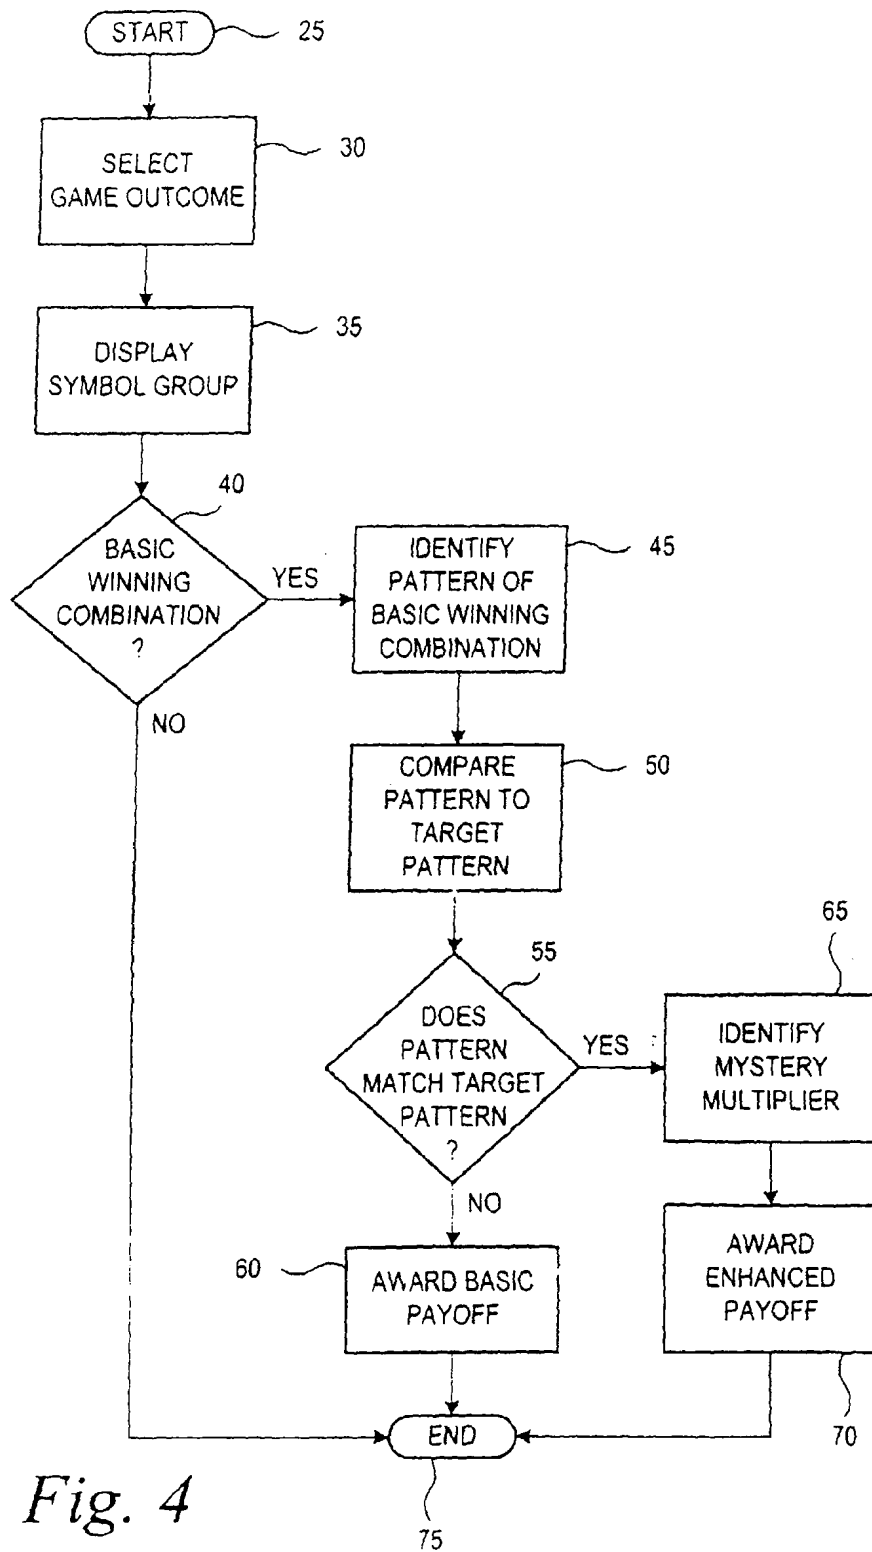 START
25
SELECT
GAME OUTCOME
30
DISPLAY
SYMBOL GROUP
35
BASIC
WINNING
COMBINATION
?
40
YES
NO
IDENTIFY
PATTERN OF
BASIC WINNING
COMBINATION
45
COMPARE
PATTERN TO
TARGET
PATTERN
50
DOES
PATTERN
MATCH TARGET
PATTERN
?
55
YES
NO
IDENTIFY
MYSTERY
MULTIPLIER
65
60
AWARD BASIC
PAYOFF
AWARD
ENHANCED
PAYOFF
70
END
75
Fig. 4